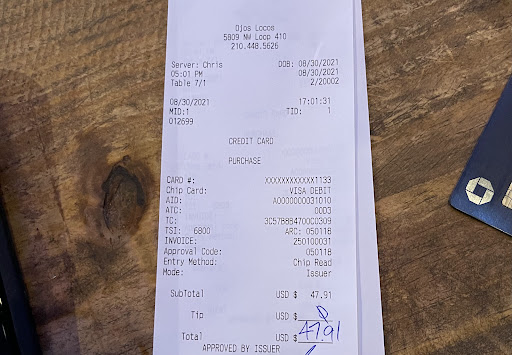 Ojos Locos
5809 NW Loop 410
210.448.5626
Server: Chris DOB: 08/30/2021
05:01 PM 08/30/2021
Table 7/1 2/20002
08/30/2021 17:01:31
MID:1 TID: 1
012699
CREDIT CARD
PURCHASE
CARD #: XXXXXXXXXXXX1133
Chip Card: VISA DEBIT
AID: A0000000031010
ATC: 0003
TC: 3C57B8B4700C0309
TSI: 6800 ARC: 050118
INVOICE: 250100031
Approval Code: 050118
Entry Method: Chip Read
Mode: Issuer
SubTotal USD $ 47.91
Tip USD $ 0
Total USD $ 47.91
APPROVED BY ISSUER